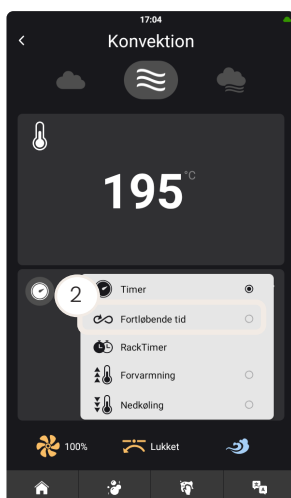 17:04
Konvektion
195 °C
2
Timer
Fortløbende tid
RackTimer
Forvarmning
Nedkøling
100%
Lukket